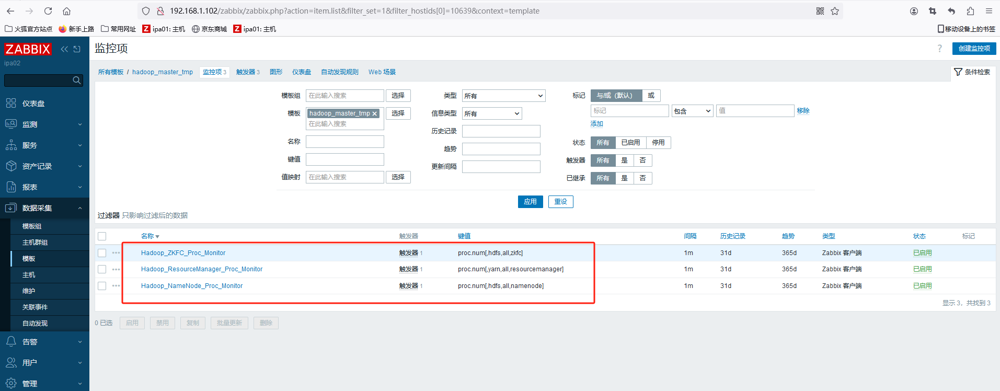 192.168.1.102/zabbix/zabbix.php?action=item.list&filter_set=1&filter_hostids[0]=10639&context=template
火狐官方站点 新手上路 常用网址 Z ipa01: 主机 京东商城 Z ipa01: 主机 移动设备上的书签
ZABBIX
ipa02
仪表盘
监测
服务
资产记录
报表
数据采集
模板组
主机群组
模板
主机
维护
关联事件
自动发现
告警
用户
管理
监控项 ? 创建监控项
所有模板 / hadoop_master_tmp 监控项 3 触发器 3 图形 仪表盘 自动发现规则 Web 场景 条件检索
模板组 在此输入搜索 选择 类型 所有 标记 与/或（默认） 或
模板 hadoop_master_tmp 选择 信息类型 所有 标记 包含 值 移除
在此输入搜索 添加
名称 历史记录 状态 所有 已启用 停用
键值 趋势 触发器 所有 是 否
值映射 在此输入搜索 选择 更新间隔 已继承 所有 是 否
应用 重设
过滤器 只影响过滤后的数据
名称 触发器 键值 间隔 历史记录 趋势 类型 状态 标记
Hadoop_ZKFC_Proc_Monitor 触发器 1 proc.num[,hdfs,all,zkfc] 1m 31d 365d Zabbix 客户端 已启用
Hadoop_ResourceManager_Proc_Monitor 触发器 1 proc.num[,yarn,all,resourcemanager] 1m 31d 365d Zabbix 客户端 已启用
Hadoop_NameNode_Proc_Monitor 触发器 1 proc.num[,hdfs,all,namenode] 1m 31d 365d Zabbix 客户端 已启用
显示 3，共找到 3
0 已选 启用 禁用 复制 批量更新 删除